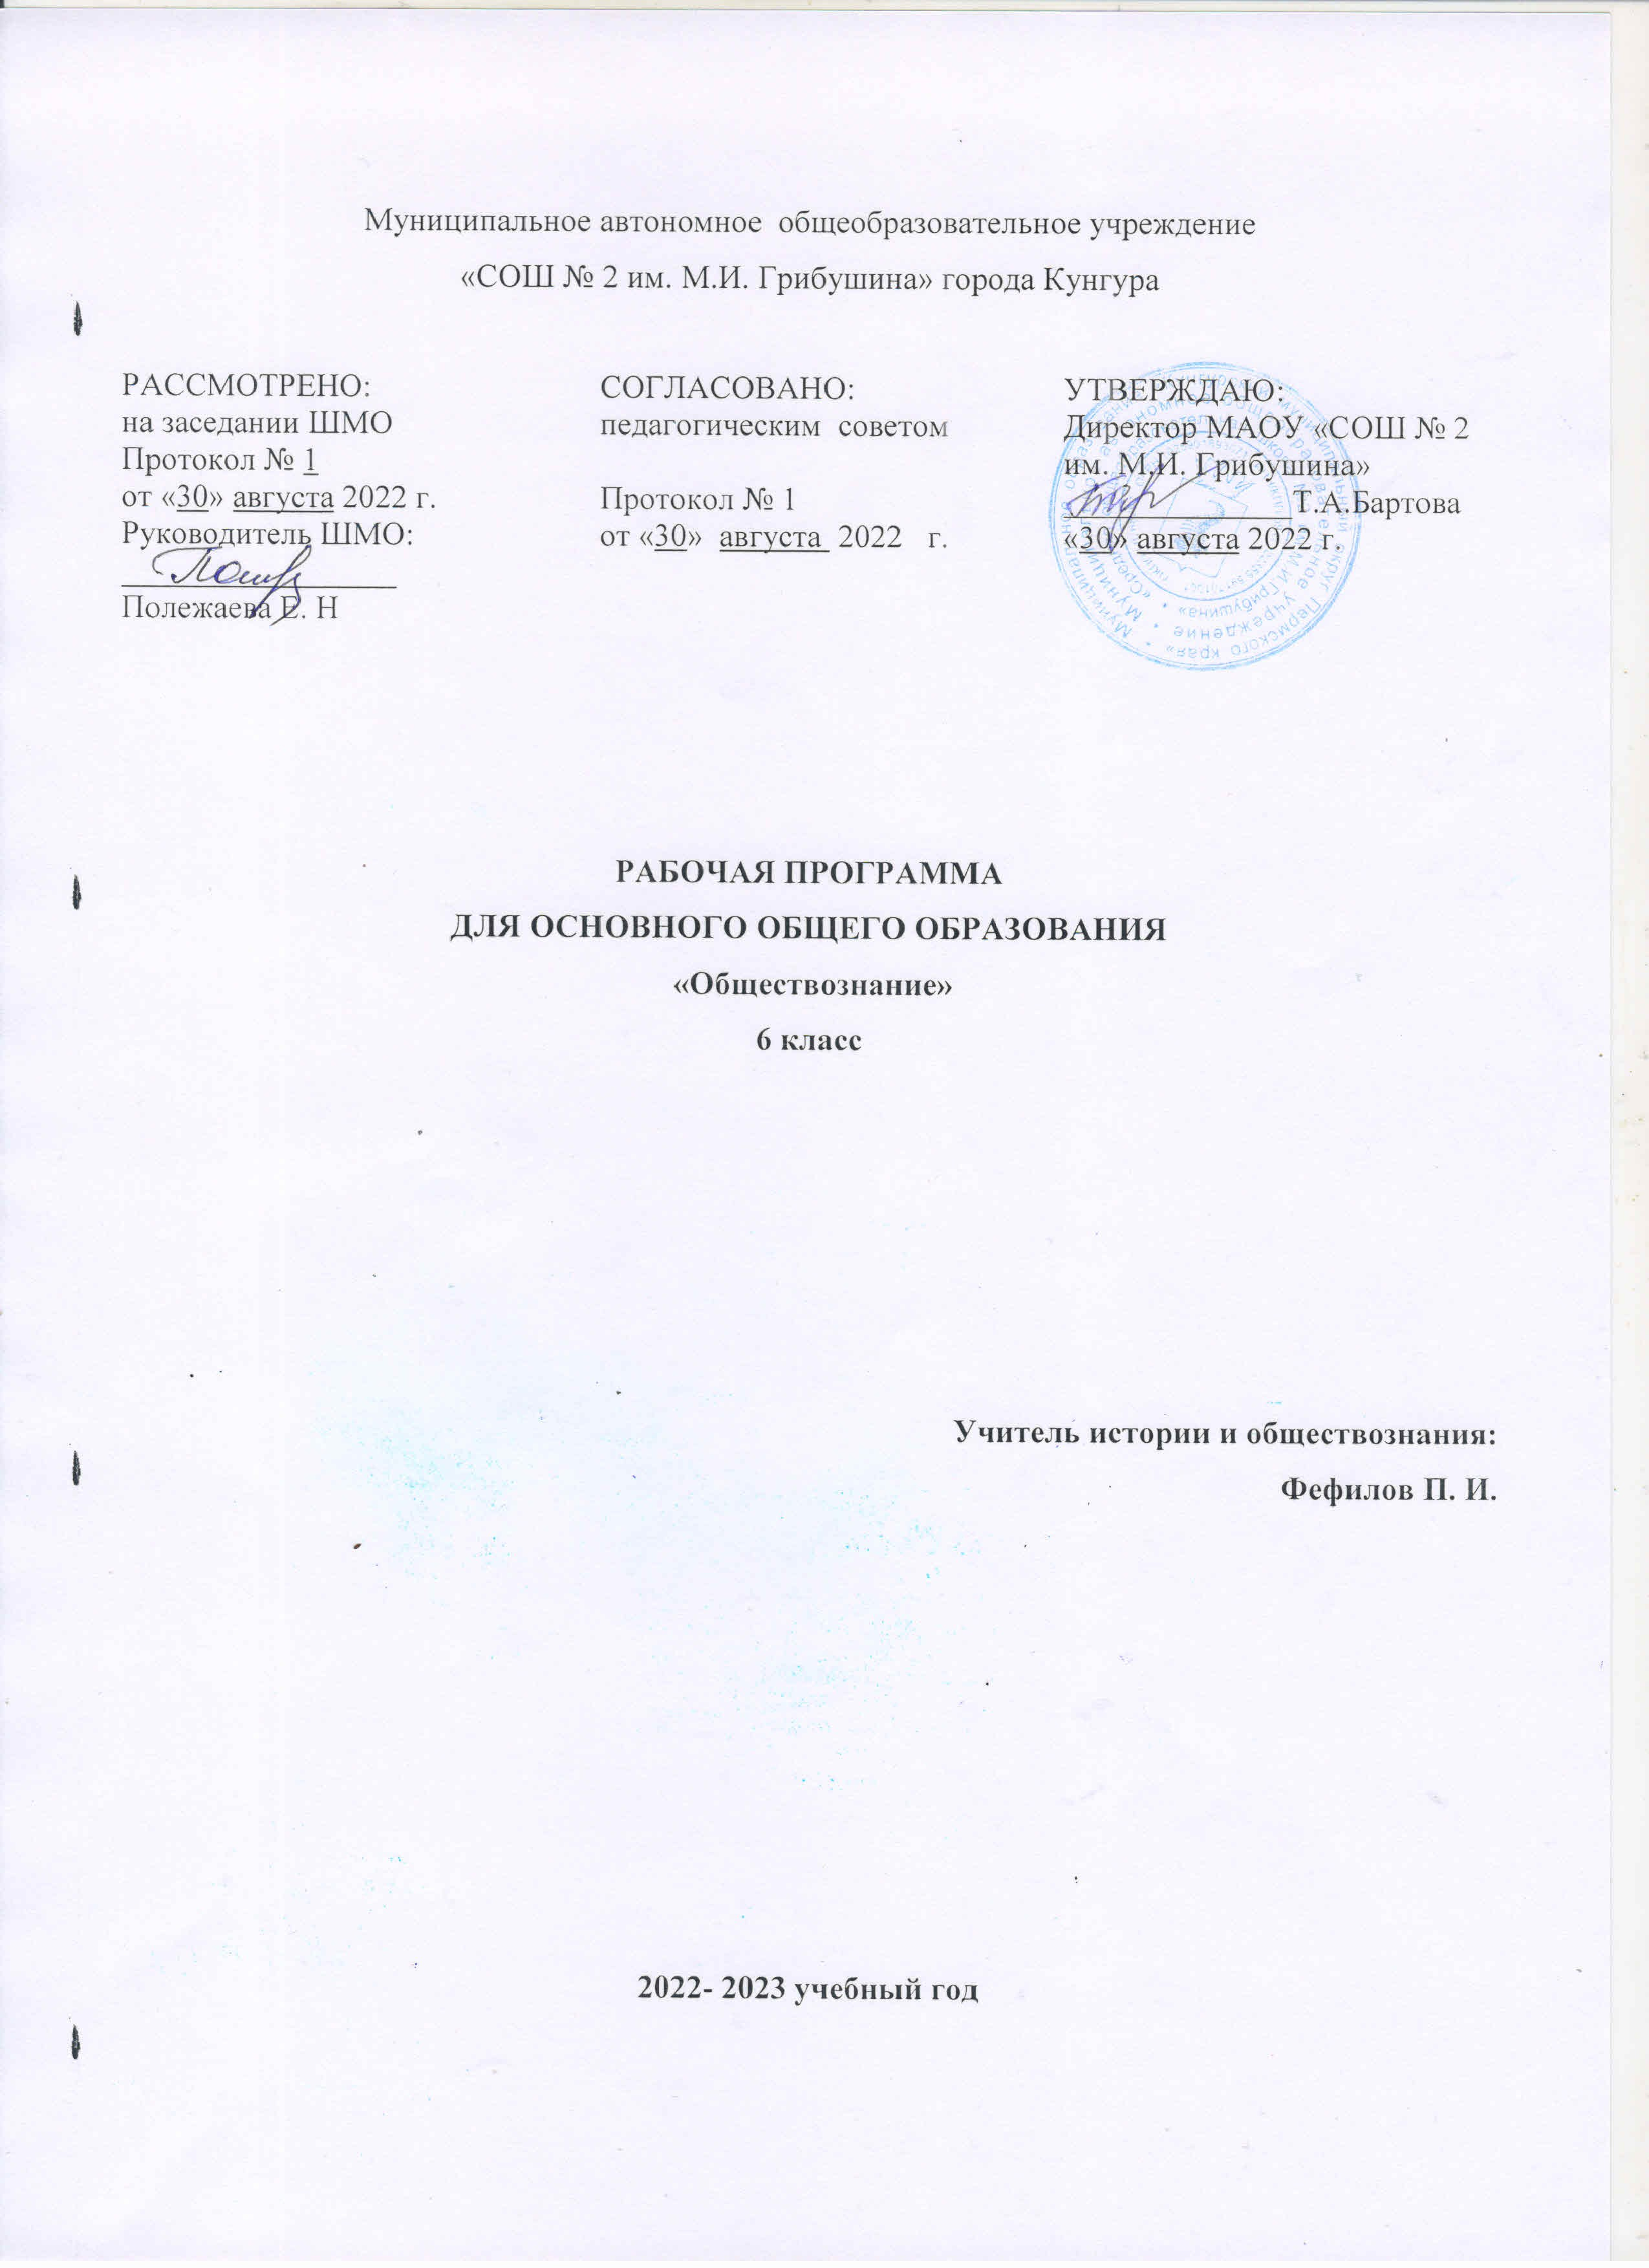 Муниципальное автономное  общеобразовательное учреждение
«СОШ № 2 им. М.И. Грибушина» города Кунгура
РАССМОТРЕНО:
на заседании ШМО
Протокол № 1
от «30» августа 2022 г.
Руководитель ШМО:
Полежаева Е. Н
СОГЛАСОВАНО:
педагогическим  советом
Протокол № 1
от «30»  августа  2022   г.
УТВЕРЖДАЮ:
Директор МАОУ «СОШ № 2
им. М.И. Грибушина»
Т.А.Бартова
«30» августа 2022 г.
РАБОЧАЯ ПРОГРАММА
ДЛЯ ОСНОВНОГО ОБЩЕГО ОБРАЗОВАНИЯ
«Обществознание»
6 класс
Учитель истории и обществознания:
Фефилов П. И.
2022- 2023 учебный год